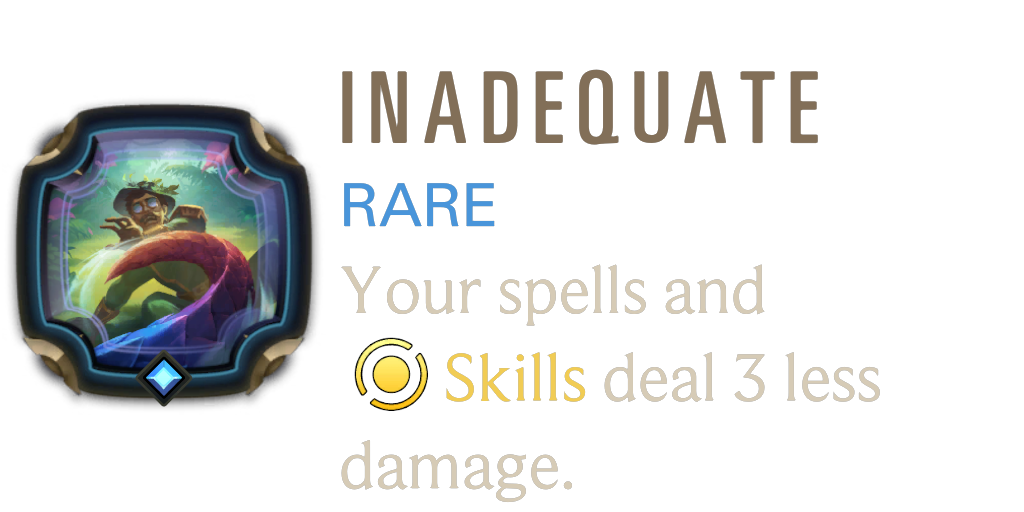 INADEQUATE
RARE
Your spells and
Skills deal 3 less
damage.